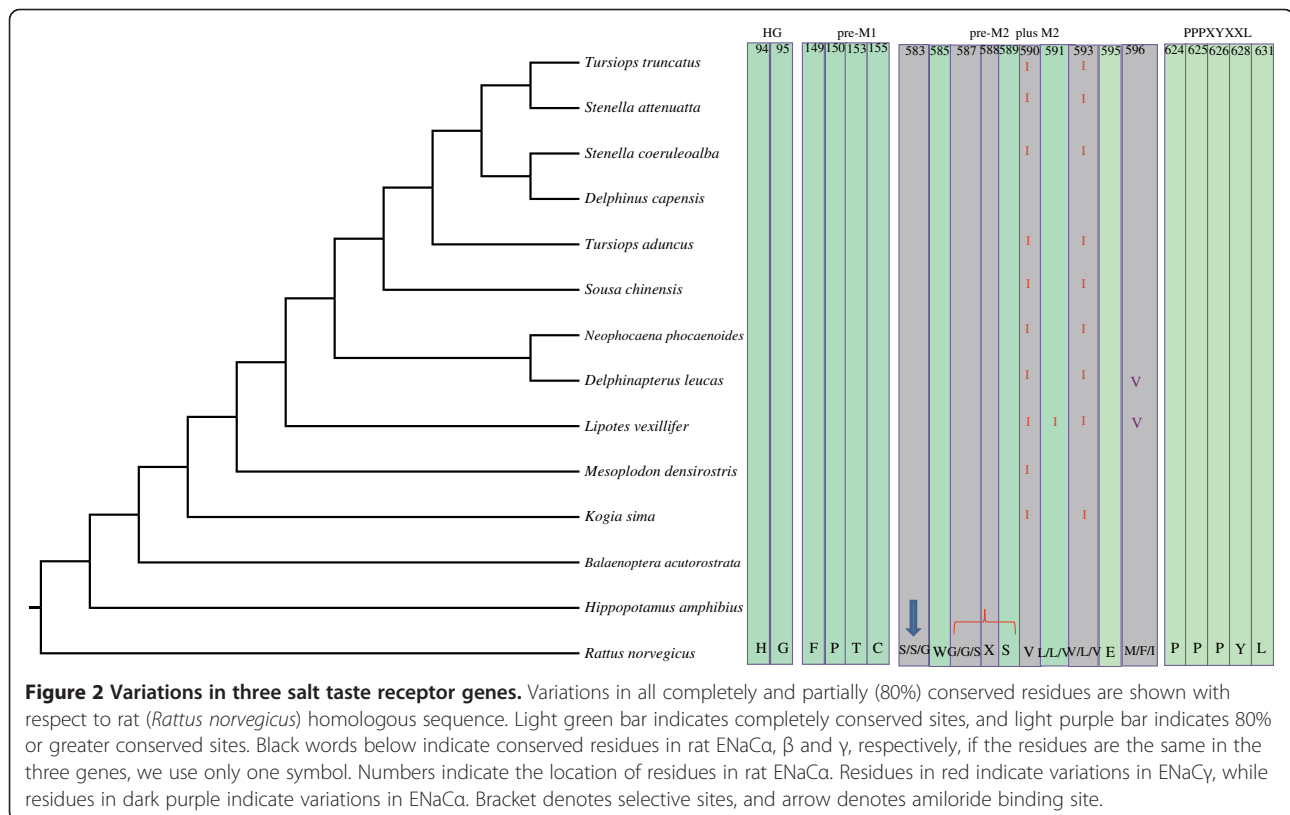 HG pre-M1 pre-M2 plus M2 PPPXYXXL
94 95 149 150 153 155 583 585 587 588 589 590 591 593 595 596 624 625 626 628 631
Tursiops truncatus I I
Stenella attenuatta I I
Stenella coeruleoalba I I
Delphinus capensis
Tursiops aduncus I I
Sousa chinensis I I
Neophocaena phocaenoides I I
Delphinapterus leucas I I V
Lipotes vexillifer I I I V
Mesoplodon densirostris I
Kogia sima I I
Balaenoptera acutorostrata
Hippopotamus amphibius
Rattus norvegicus H G F P T C S/S/G W G/G/S X S V L/L/V V/L/V E M/F/I P P P Y L
Figure 2 Variations in three salt taste receptor genes. Variations in all completely and partially (80%) conserved residues are shown with
respect to rat (Rattus norvegicus) homologous sequence. Light green bar indicates completely conserved sites, and light purple bar indicates 80%
or greater conserved sites. Black words below indicate conserved residues in rat ENaCα, β and γ, respectively, if the residues are the same in the
three genes, we use only one symbol. Numbers indicate the location of residues in rat ENaCα. Residues in red indicate variations in ENaCγ, while
residues in dark purple indicate variations in ENaCα. Bracket denotes selective sites, and arrow denotes amiloride binding site.